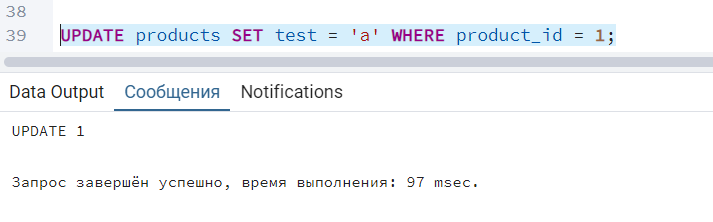 38
39 UPDATE products SET test = 'a' WHERE product_id = 1;
Data Output Сообщения Notifications
UPDATE 1
Запрос завершён успешно, время выполнения: 97 msec.